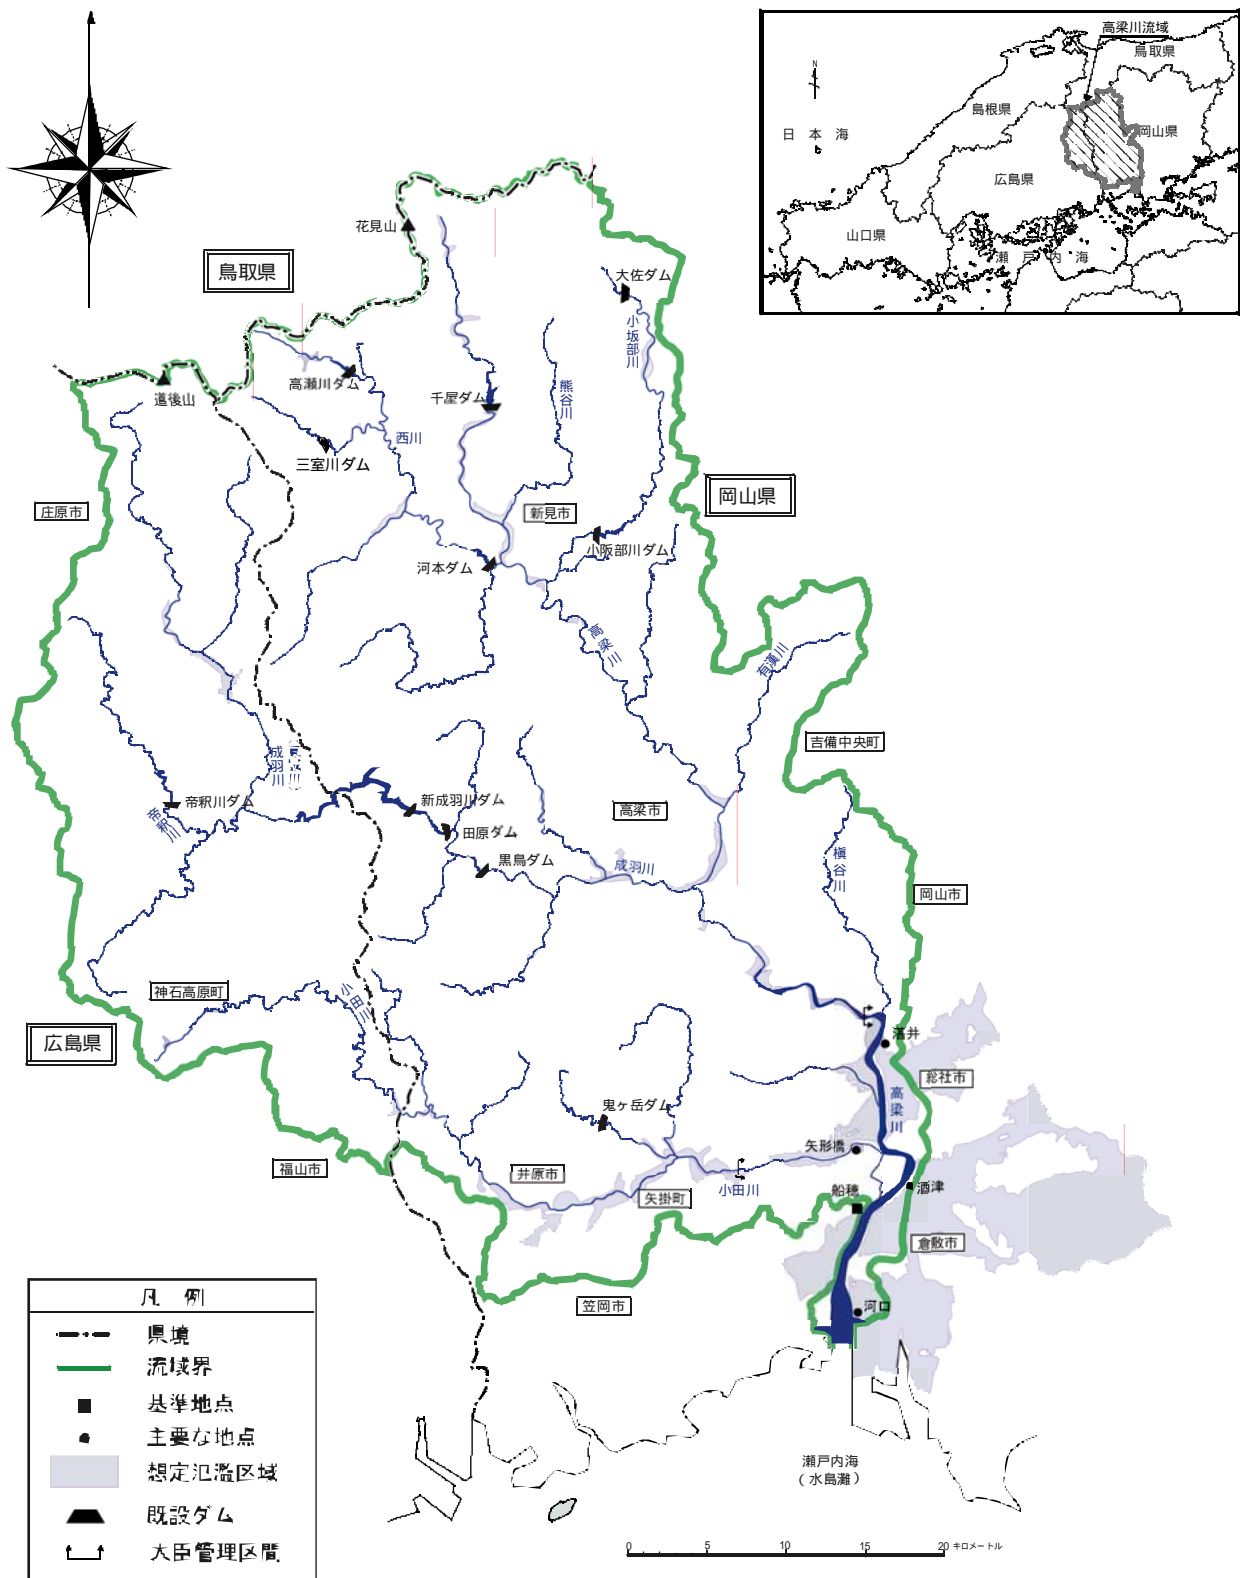 高梁川流域
鳥取県
島根県
岡山県
日本海
広島県
山口県
瀬戸内海
N
花見山
鳥取県
大佐ダム
小坂部川
高瀬川ダム
千屋ダム
熊谷川
道後山
西川
三室川ダム
岡山県
庄原市
新見市
小阪部川ダム
河本ダム
高梁川
有漢川
吉備中央町
成羽川
帝釈川ダム
帝釈川
新成羽川ダム
高梁市
田原ダム
黒鳥ダム
成羽川
槙谷川
岡山市
神石高原町
小田川
広島県
湛井
総社市
高梁川
鬼ヶ岳ダム
矢形橋
福山市
井原市
小田川
矢掛町
船穂
酒津
倉敷市
笠岡市
河口
凡例
県境
流域界
基準地点
主要な地点
想定氾濫区域
既設ダム
大臣管理区間
瀬戸内海
（水島灘）
0 5 10 15 20 キロメートル